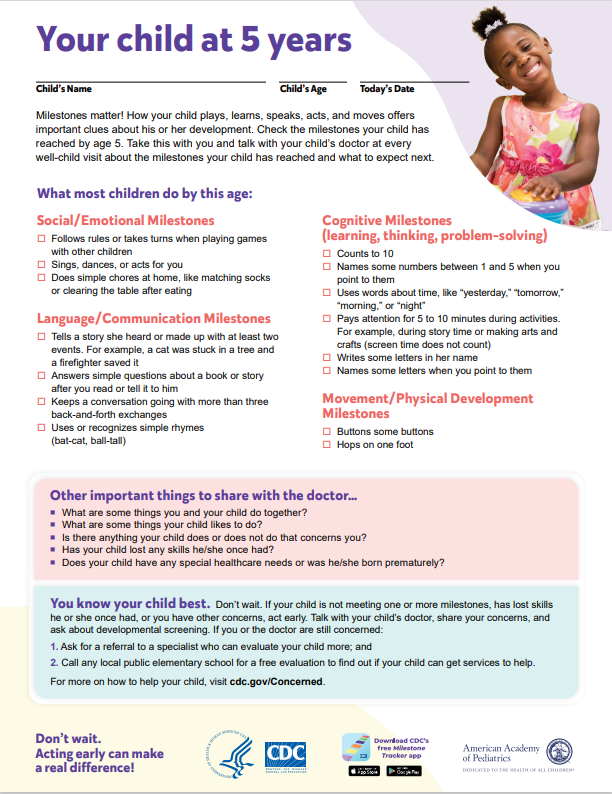 Your child at 5 years
Child's Name Child's Age Today's Date
Milestones matter! How your child plays, learns, speaks, acts, and moves offers
important clues about his or her development. Check the milestones your child has
reached by age 5. Take this with you and talk with your child's doctor at every
well-child visit about the milestones your child has reached and what to expect next.
What most children do by this age:
Social/Emotional Milestones
Follows rules or takes turns when playing games
with other children
Sings, dances, or acts for you
Does simple chores at home, like matching socks
or clearing the table after eating
Language/Communication Milestones
Tells a story she heard or made up with at least two
events. For example, a cat was stuck in a tree and
a firefighter saved it
Answers simple questions about a book or story
after you read or tell it to him
Keeps a conversation going with more than three
back-and-forth exchanges
Uses or recognizes simple rhymes
(bat-cat, ball-tall)
Cognitive Milestones
(learning, thinking, problem-solving)
Counts to 10
Names some numbers between 1 and 5 when you
point to them
Uses words about time, like "yesterday," "tomorrow,"
"morning," or "night"
Pays attention for 5 to 10 minutes during activities.
For example, during story time or making arts and
crafts (screen time does not count)
Writes some letters in her name
Names some letters when you point to them
Movement/Physical Development
Milestones
Buttons some buttons
Hops on one foot
Other important things to share with the doctor...
What are some things you and your child do together?
What are some things your child likes to do?
Is there anything your child does or does not do that concerns you?
Has your child lost any skills he/she once had?
Does your child have any special healthcare needs or was he/she born prematurely?
You know your child best. Don't wait. If your child is not meeting one or more milestones, has lost skills
he or she once had, or you have other concerns, act early. Talk with your child's doctor, share your concerns, and
ask about developmental screening. If you or the doctor are still concerned:
1. Ask for a referral to a specialist who can evaluate your child more; and
2. Call any local public elementary school for a free evaluation to find out if your child can get services to help.
For more on how to help your child, visit cdc.gov/Concerned.
Don't wait.
Acting early can make
a real difference!
CDC
Download CDC's
free Milestone
Tracker app
App Store
Google Play
American Academy
of Pediatrics
DEDICATED TO THE HEALTH OF ALL CHILDREN®